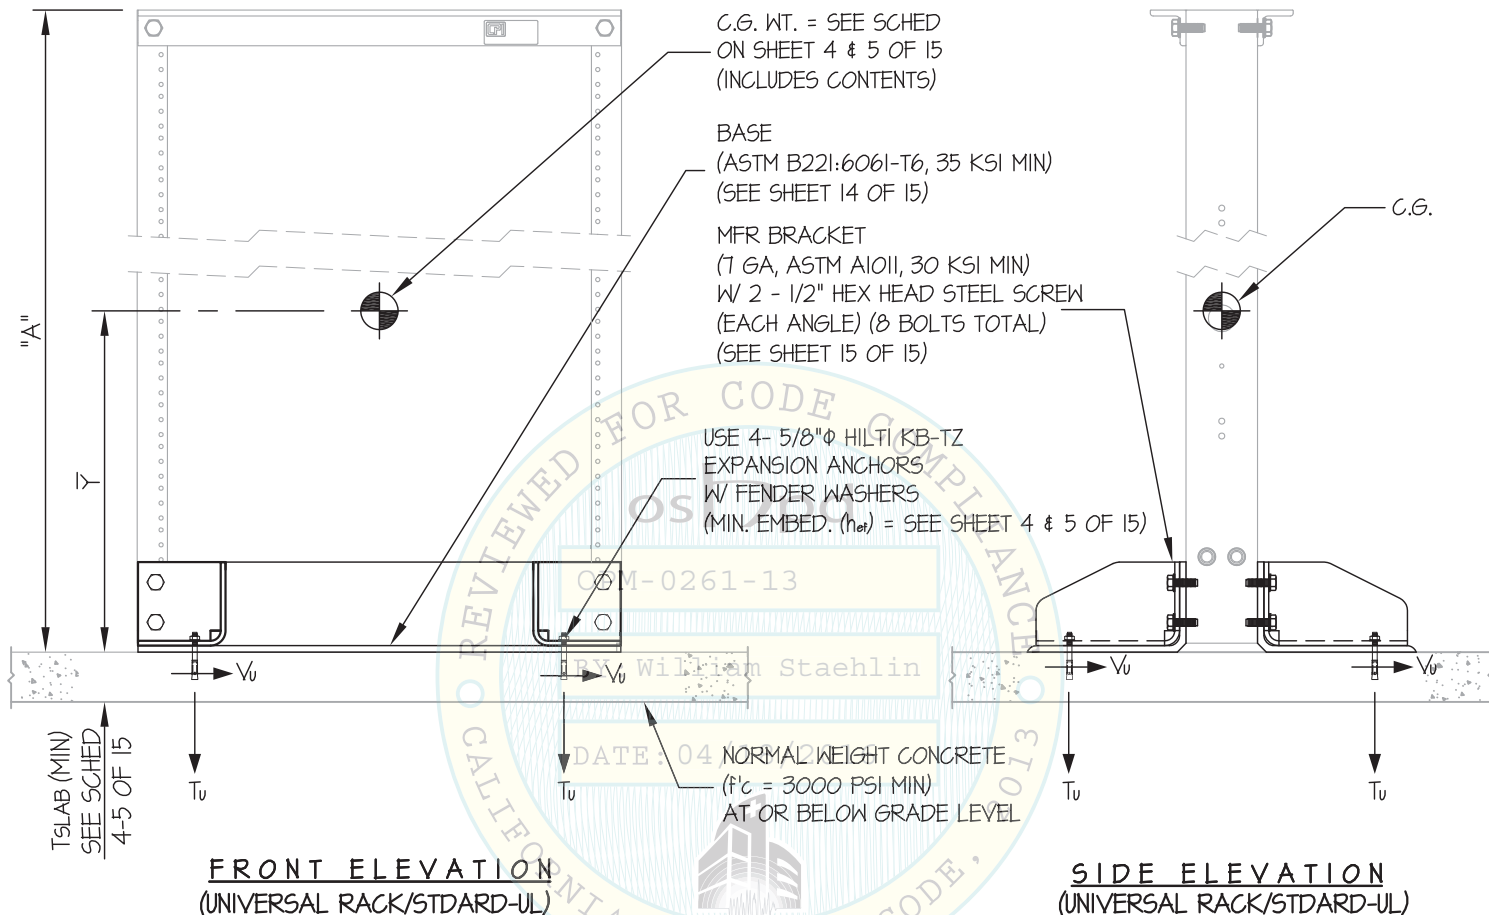 C.G. WT. = SEE SCHED
ON SHEET 4 & 5 OF 15
(INCLUDES CONTENTS)
BASE
(ASTM B221:6061-T6, 35 KSI MIN)
(SEE SHEET 14 OF 15)
C.G.
MFR BRACKET
(7 GA, ASTM A1011, 30 KSI MIN)
W/ 2 - 1/2" HEX HEAD STEEL SCREW
(EACH ANGLE) (8 BOLTS TOTAL)
(SEE SHEET 15 OF 15)
"A"
Y
USE 4- 5/8"Φ HILTI KB-TZ
EXPANSION ANCHORS
W/ FENDER WASHERS
(MIN. EMBED. (hef) = SEE SHEET 4 & 5 OF 15)
REVIEWED FOR CODE COMPLIANCE
oshpd
OPM-0261-13
BY: William Staehlin
DATE: 04/
CALIFORNIA
CODE, 2013
VU
VU
VU
VU
TU
TU
TU
TU
NORMAL WEIGHT CONCRETE
(f'c = 3000 PSI MIN)
AT OR BELOW GRADE LEVEL
TSLAB (MIN)
SEE SCHED
4-5 OF 15
FRONT ELEVATION
(UNIVERSAL RACK/STDARD-UL)
SIDE ELEVATION
(UNIVERSAL RACK/STDARD-UL)